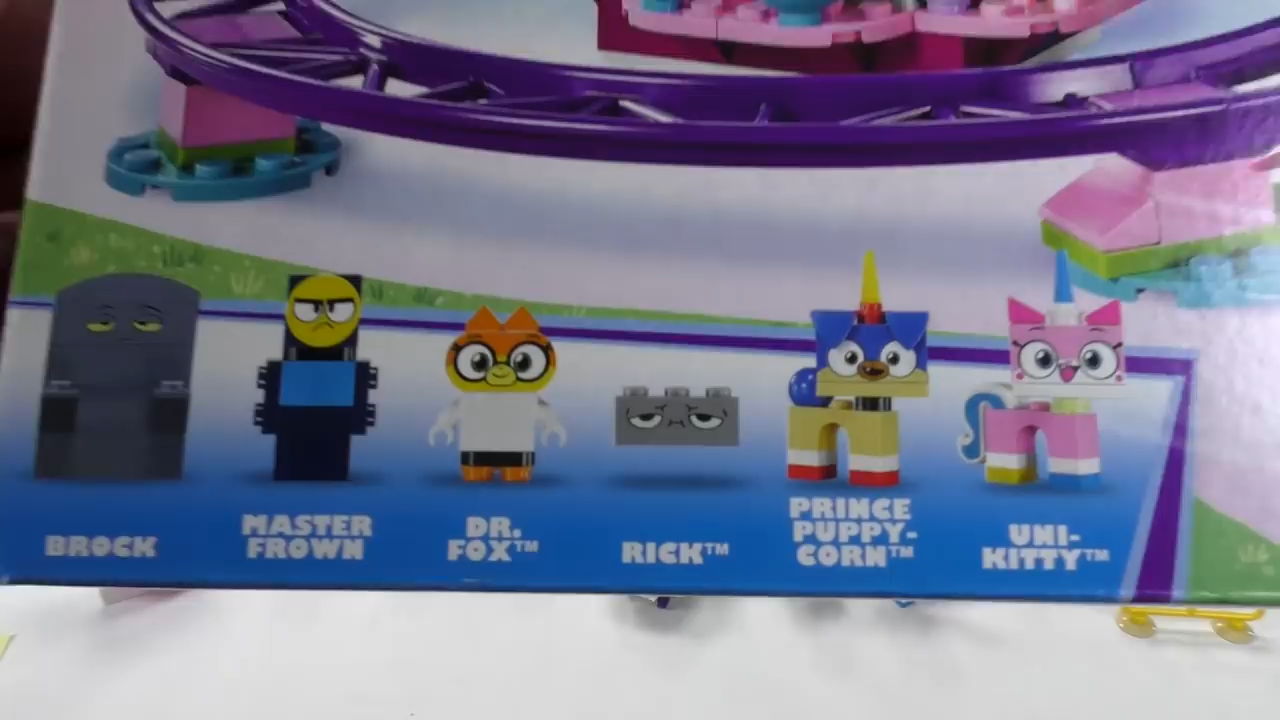 BROCK
MASTER
FROWN
DR.
FOX™
RICK™
PRINCE
PUPPY-
CORN™
UNI-
KITTY™